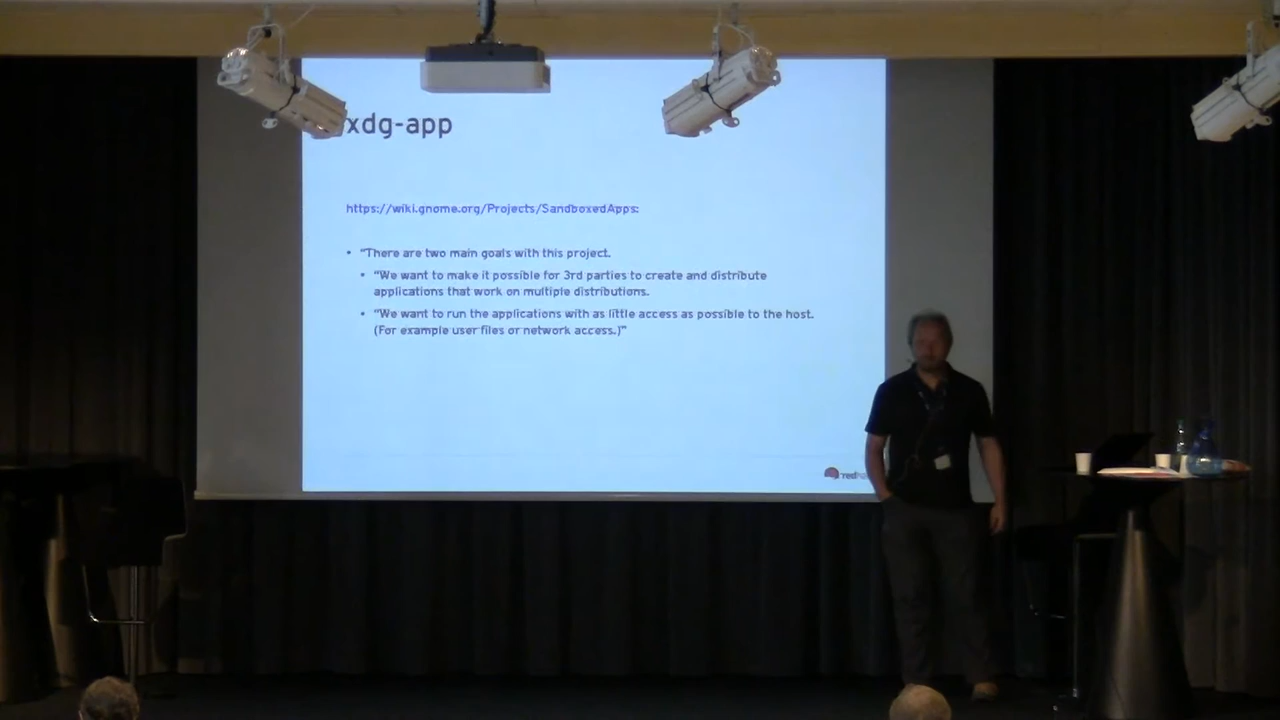 xdg-app
https://wiki.gnome.org/Projects/SandboxedApps:
• “There are two main goals with this project.
• “We want to make it possible for 3rd parties to create and distribute
applications that work on multiple distributions.
• “We want to run the applications with as little access as possible to the host.
(For example user files or network access.)”